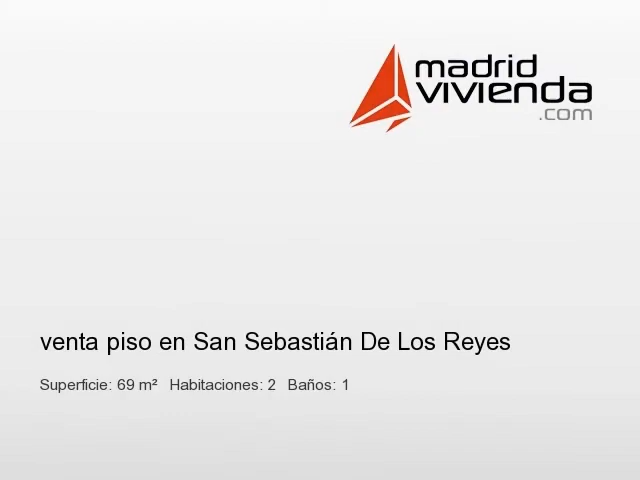 madrid
vivienda
.com
venta piso en San Sebastián De Los Reyes
Superficie: 69 m² Habitaciones: 2 Baños: 1